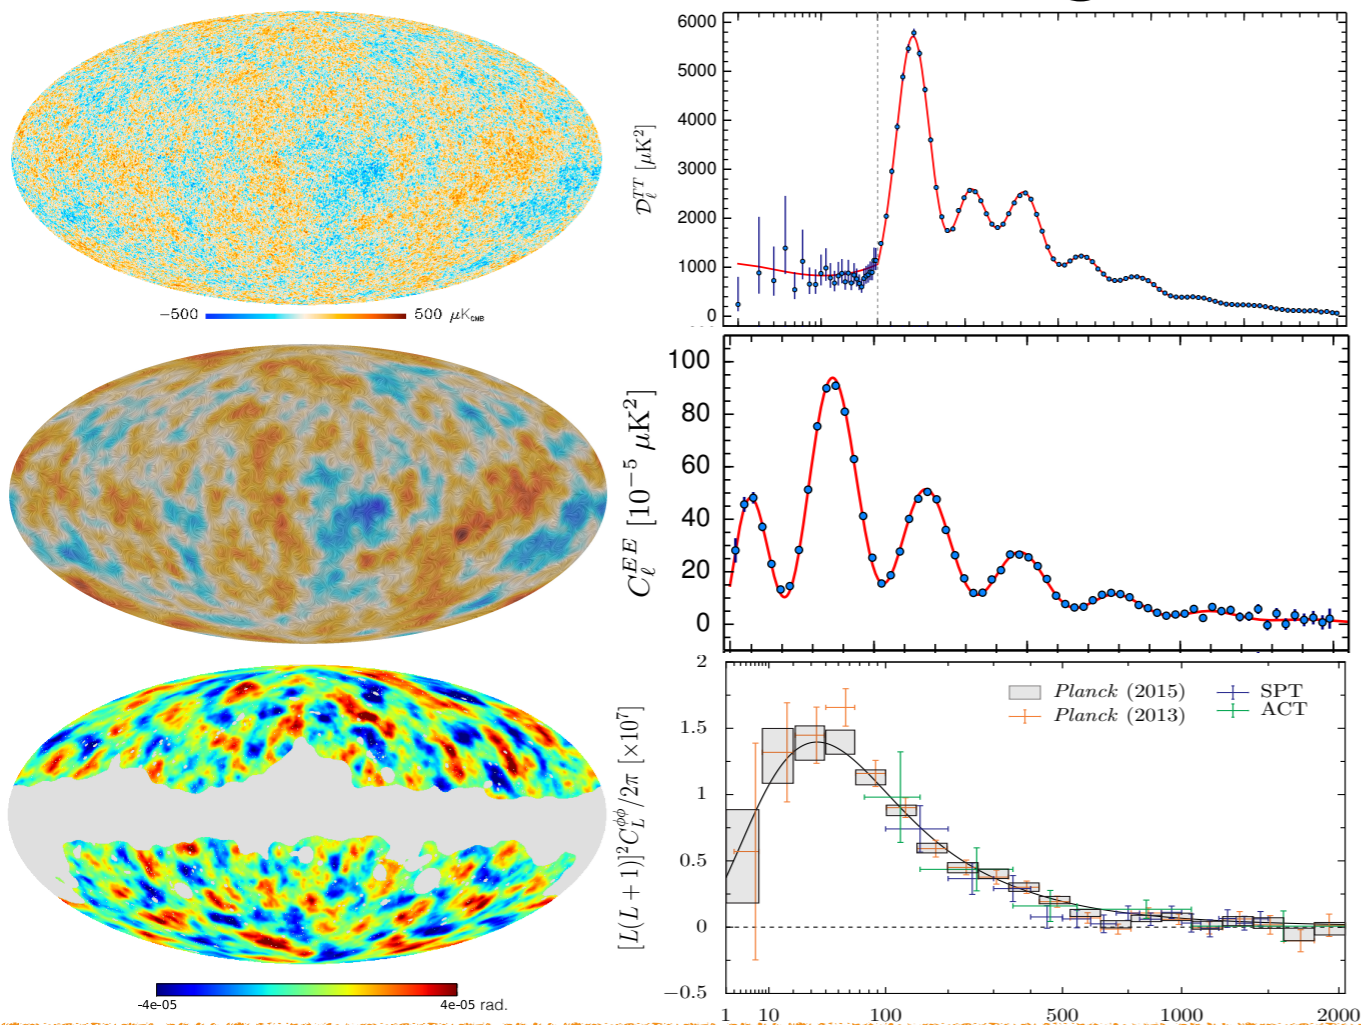 −500 500 μK_CMB
6000
5000
4000
3000
2000
1000
0
𝒟_ℓ^TT [μK²]
100
80
60
40
20
0
C_ℓ^EE [10⁻⁵ μK²]
-4e-05 4e-05 rad.
2
1.5
1
0.5
0
−0.5
[L(L + 1)]² C_L^ϕϕ/2π [×10⁷]
Planck (2015)
Planck (2013)
SPT
ACT
1 10 100 500 1000 2000